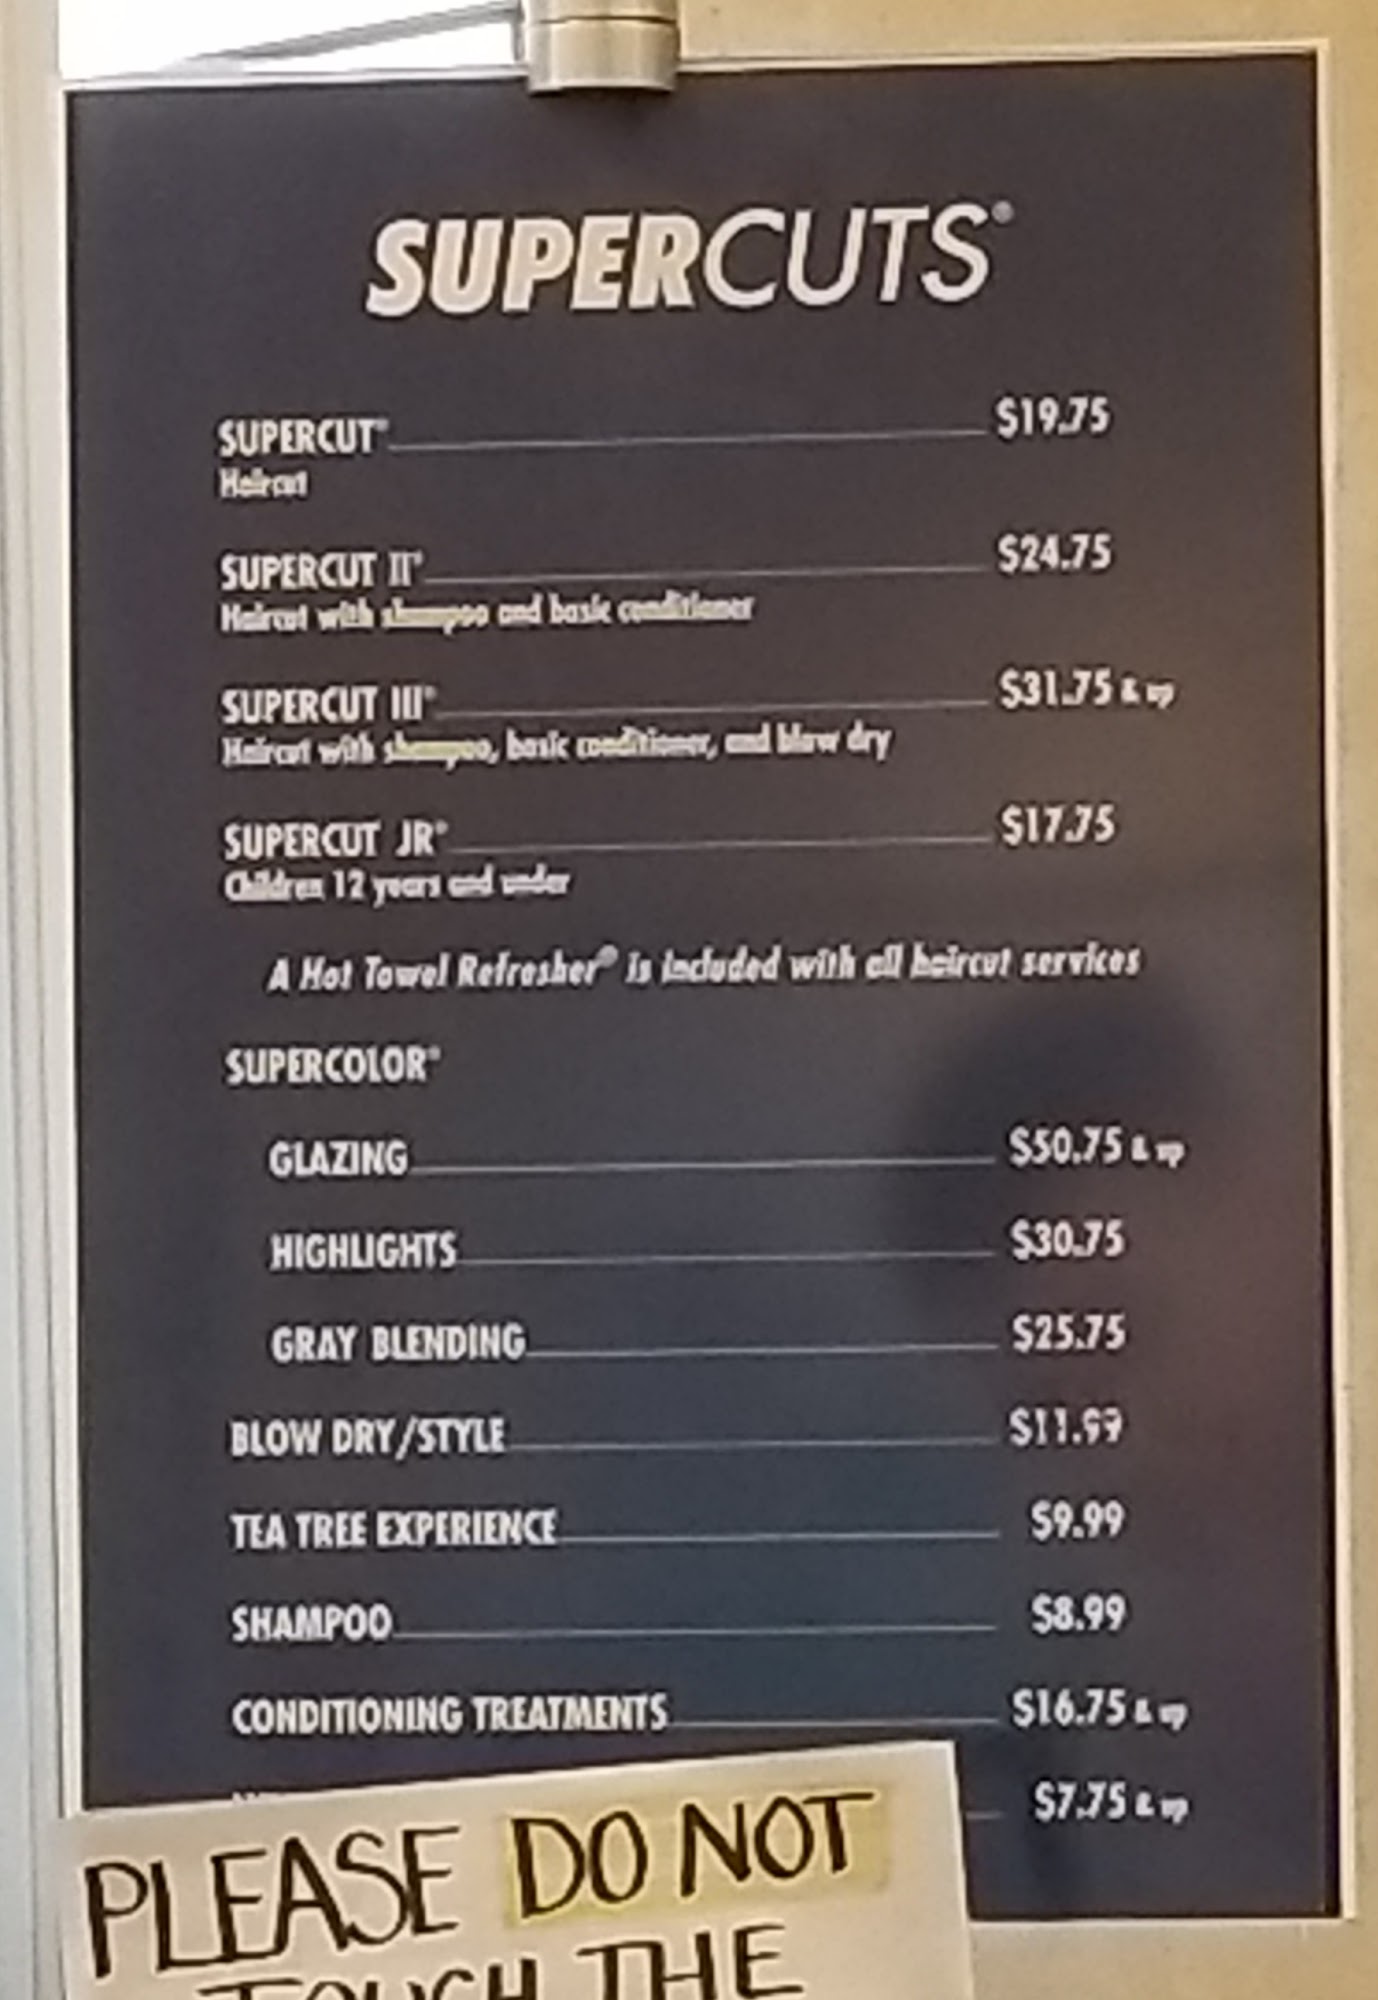 SUPERCUTS®
SUPERCUT® $19.75
Haircut
SUPERCUT II® $24.75
Haircut with shampoo and basic conditioner
SUPERCUT III® $31.75 & up
Haircut with shampoo, basic conditioner, and blow dry
SUPERCUT JR® $17.75
Children 12 years and under
A Hot Towel Refresher® is included with all haircut services
SUPERCOLOR®
GLAZING $50.75 & up
HIGHLIGHTS $30.75
GRAY BLENDING $25.75
BLOW DRY/STYLE $11.99
TEA TREE EXPERIENCE $9.99
SHAMPOO $8.99
CONDITIONING TREATMENTS $16.75 & up
$7.75 & up
PLEASE DO NOT
TOUCH THE